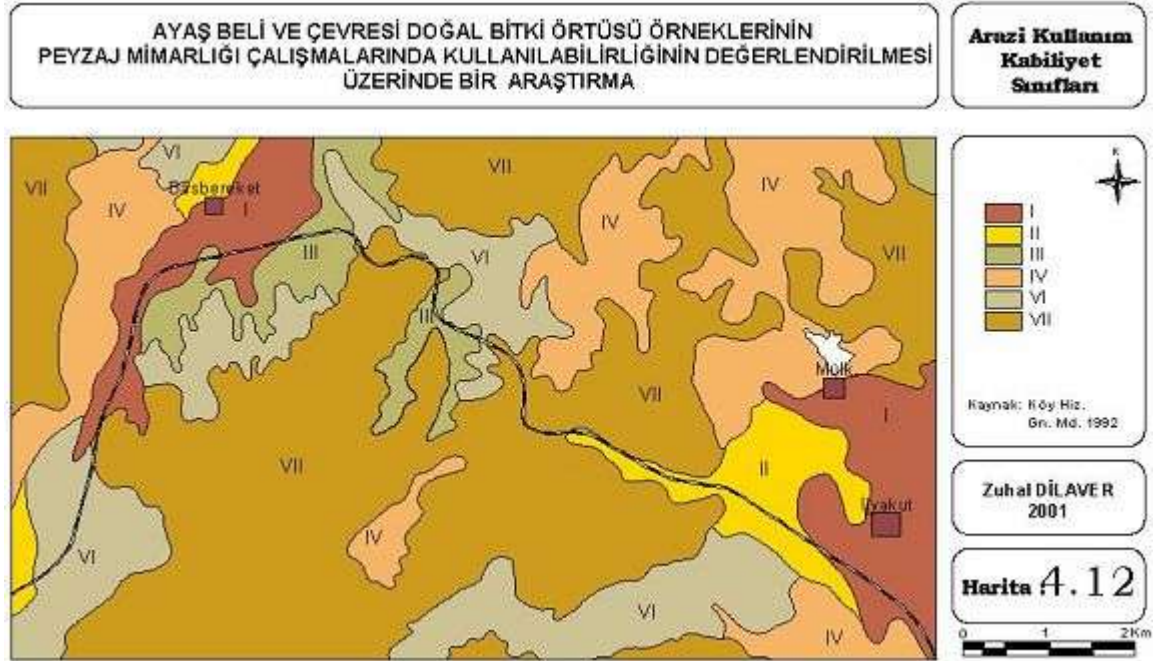 AYAŞ BELİ VE ÇEVRESİ DOĞAL BİTKİ ÖRTÜSÜ ÖRNEKLERİNİN
PEYZAJ MİMARLIĞI ÇALIŞMALARINDA KULLANILABİLİRLİĞİNİN DEĞERLENDİRİLMESİ
ÜZERİNDE BİR ARAŞTIRMA
Arazi Kullanım
Kabiliyet
Sınıfları
VI
VII
VII
IV
IV
Başbereket
IV
I
III
VI
VII
K
I
II
III
IV
VI
VII
III
Mülk
VII
I
Kaynak: Köy Hiz.
Gn. Md. 1992
VII
II
IV
VI
VI
IV
Zuhal DİLAVER
2001
Harita 4.12
0 1 2 Km